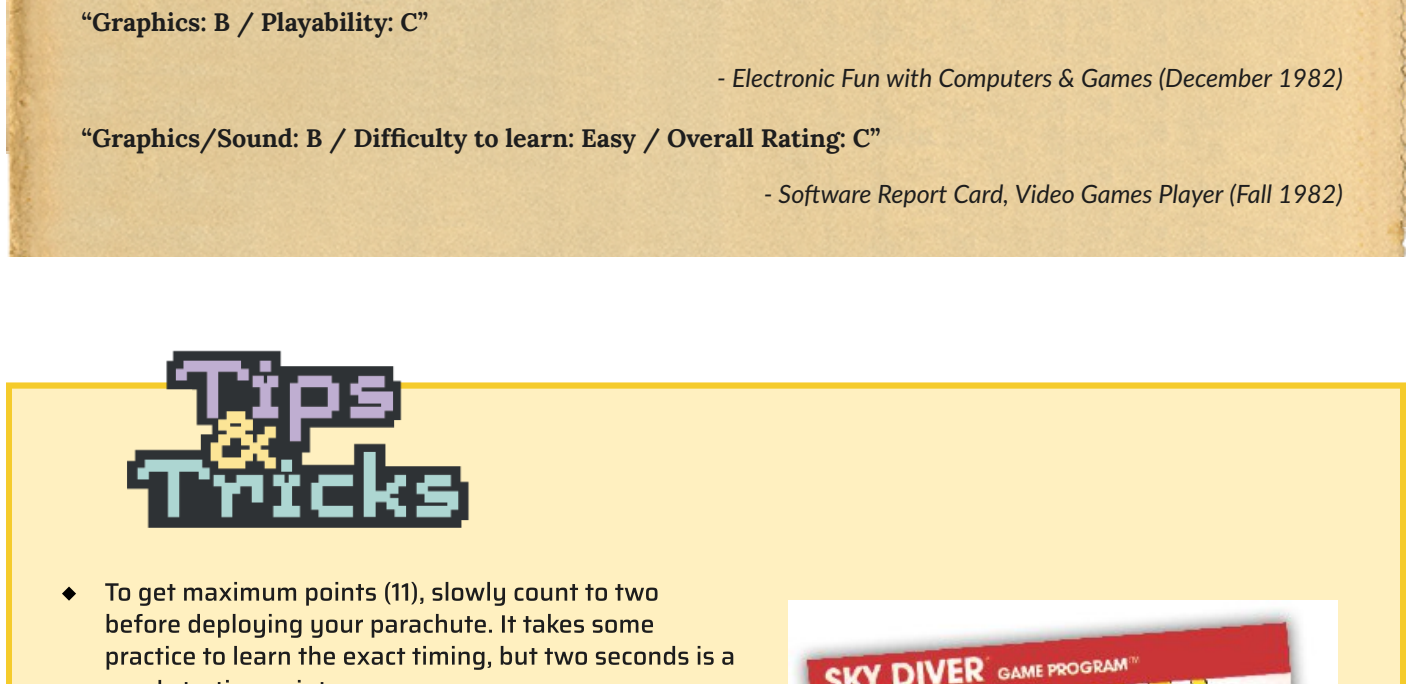 “Graphics: B / Playability: C”
- Electronic Fun with Computers & Games (December 1982)
“Graphics/Sound: B / Difficulty to learn: Easy / Overall Rating: C”
- Software Report Card, Video Games Player (Fall 1982)
Tips
&
Tricks
◆ To get maximum points (11), slowly count to two
before deploying your parachute. It takes some
practice to learn the exact timing, but two seconds is a
SKY DIVER GAME PROGRAM™